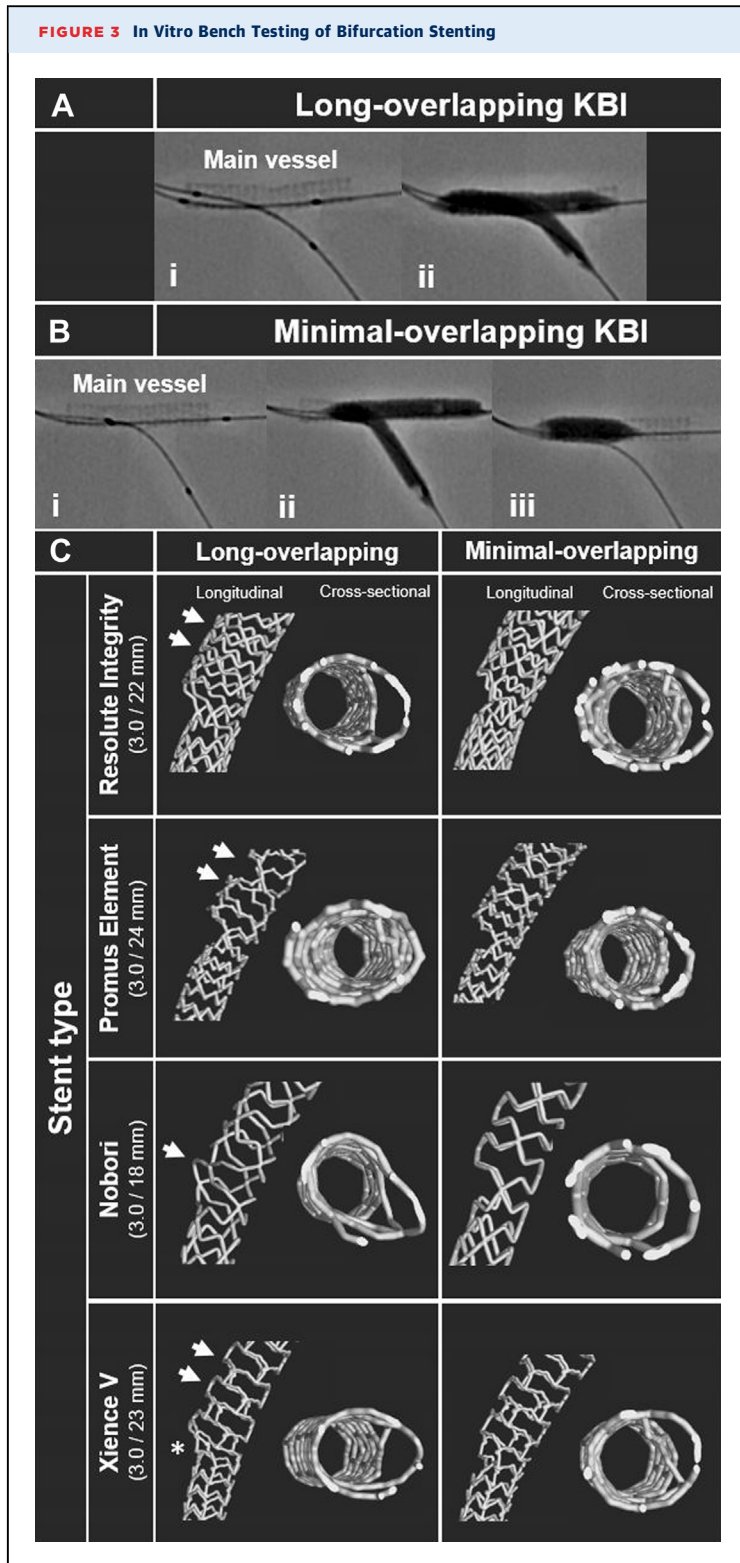 FIGURE 3 In Vitro Bench Testing of Bifurcation Stenting
A Long-overlapping KBI
Main vessel
i ii
B Minimal-overlapping KBI
Main vessel
i ii iii
C Long-overlapping Minimal-overlapping
Longitudinal Cross-sectional Longitudinal Cross-sectional
Stent type
Resolute Integrity
(3.0 / 22 mm)
Promus Element
(3.0 / 24 mm)
Nobori
(3.0 / 18 mm)
Xience V
(3.0 / 23 mm)
*